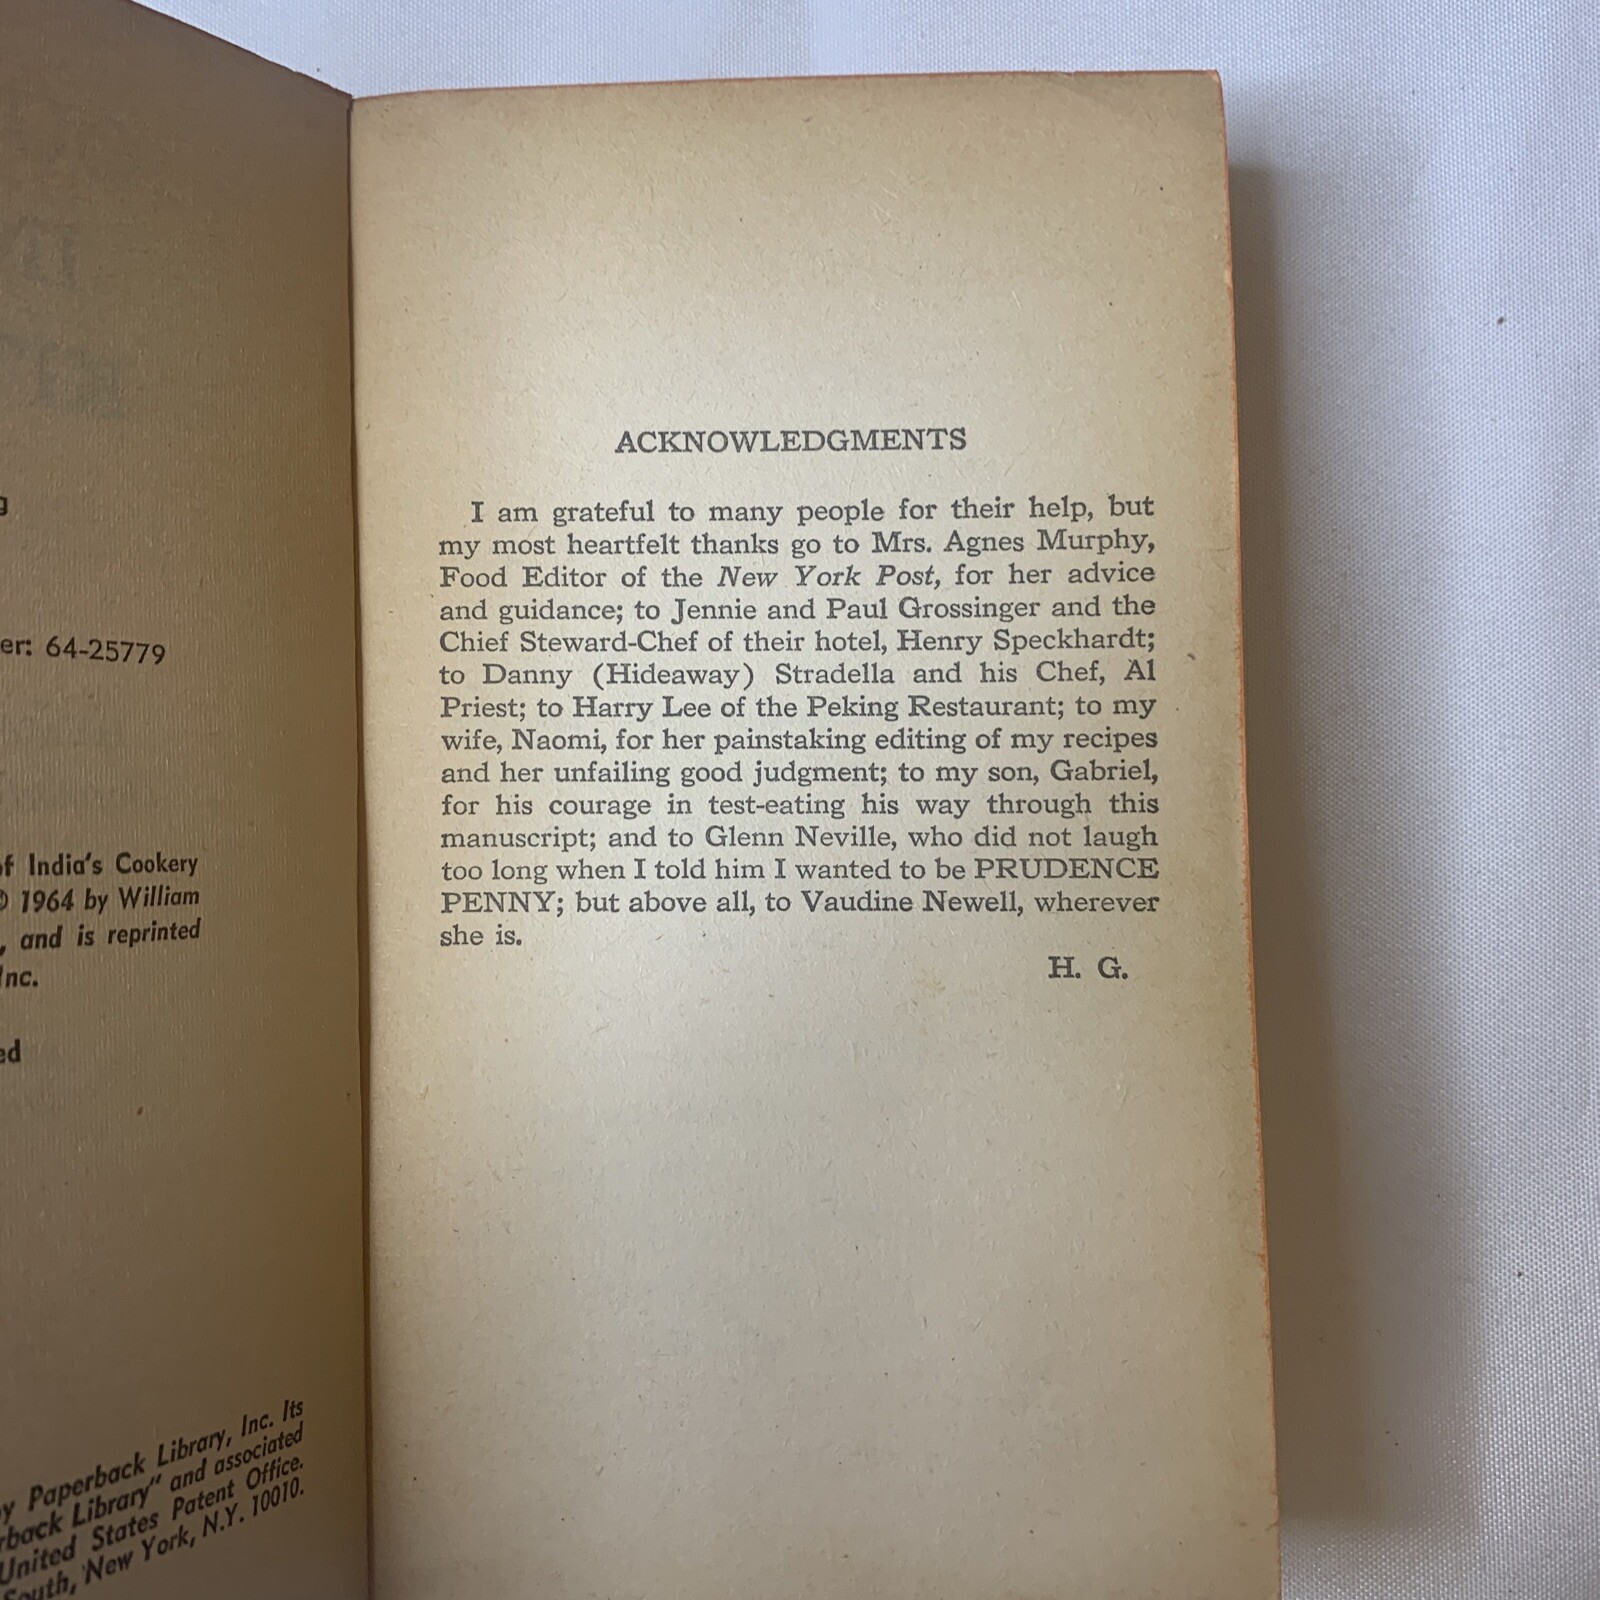 er: 64-25779
of India's Cookery
© 1964 by William
, and is reprinted
Inc.
ed
y Paperback Library, Inc. Its
rback Library" and associated
United States Patent Office.
South, New York, N.Y. 10010.
ACKNOWLEDGMENTS
I am grateful to many people for their help, but
my most heartfelt thanks go to Mrs. Agnes Murphy,
Food Editor of the New York Post, for her advice
and guidance; to Jennie and Paul Grossinger and the
Chief Steward-Chef of their hotel, Henry Speckhardt;
to Danny (Hideaway) Stradella and his Chef, Al
Priest; to Harry Lee of the Peking Restaurant; to my
wife, Naomi, for her painstaking editing of my recipes
and her unfailing good judgment; to my son, Gabriel,
for his courage in test-eating his way through this
manuscript; and to Glenn Neville, who did not laugh
too long when I told him I wanted to be PRUDENCE
PENNY; but above all, to Vaudine Newell, wherever
she is.
H. G.